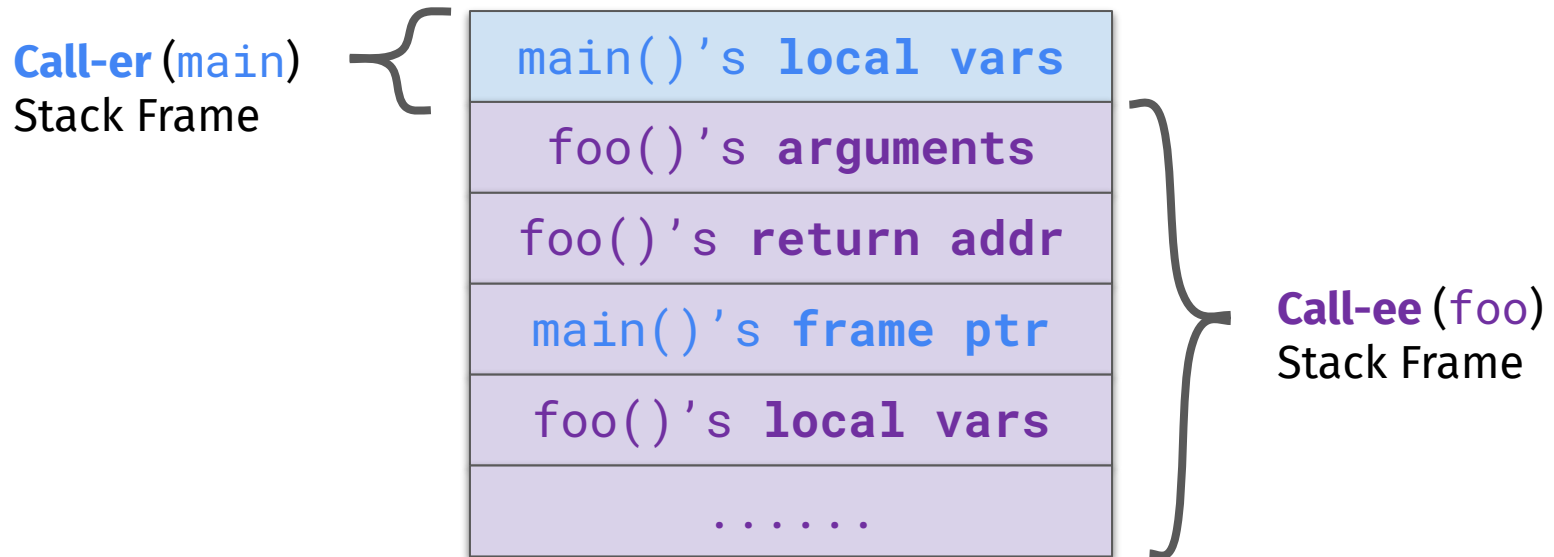 Call-er (main)
Stack Frame
main()’s local vars
foo()’s arguments
foo()’s return addr
main()’s frame ptr
foo()’s local vars
......
Call-ee (foo)
Stack Frame